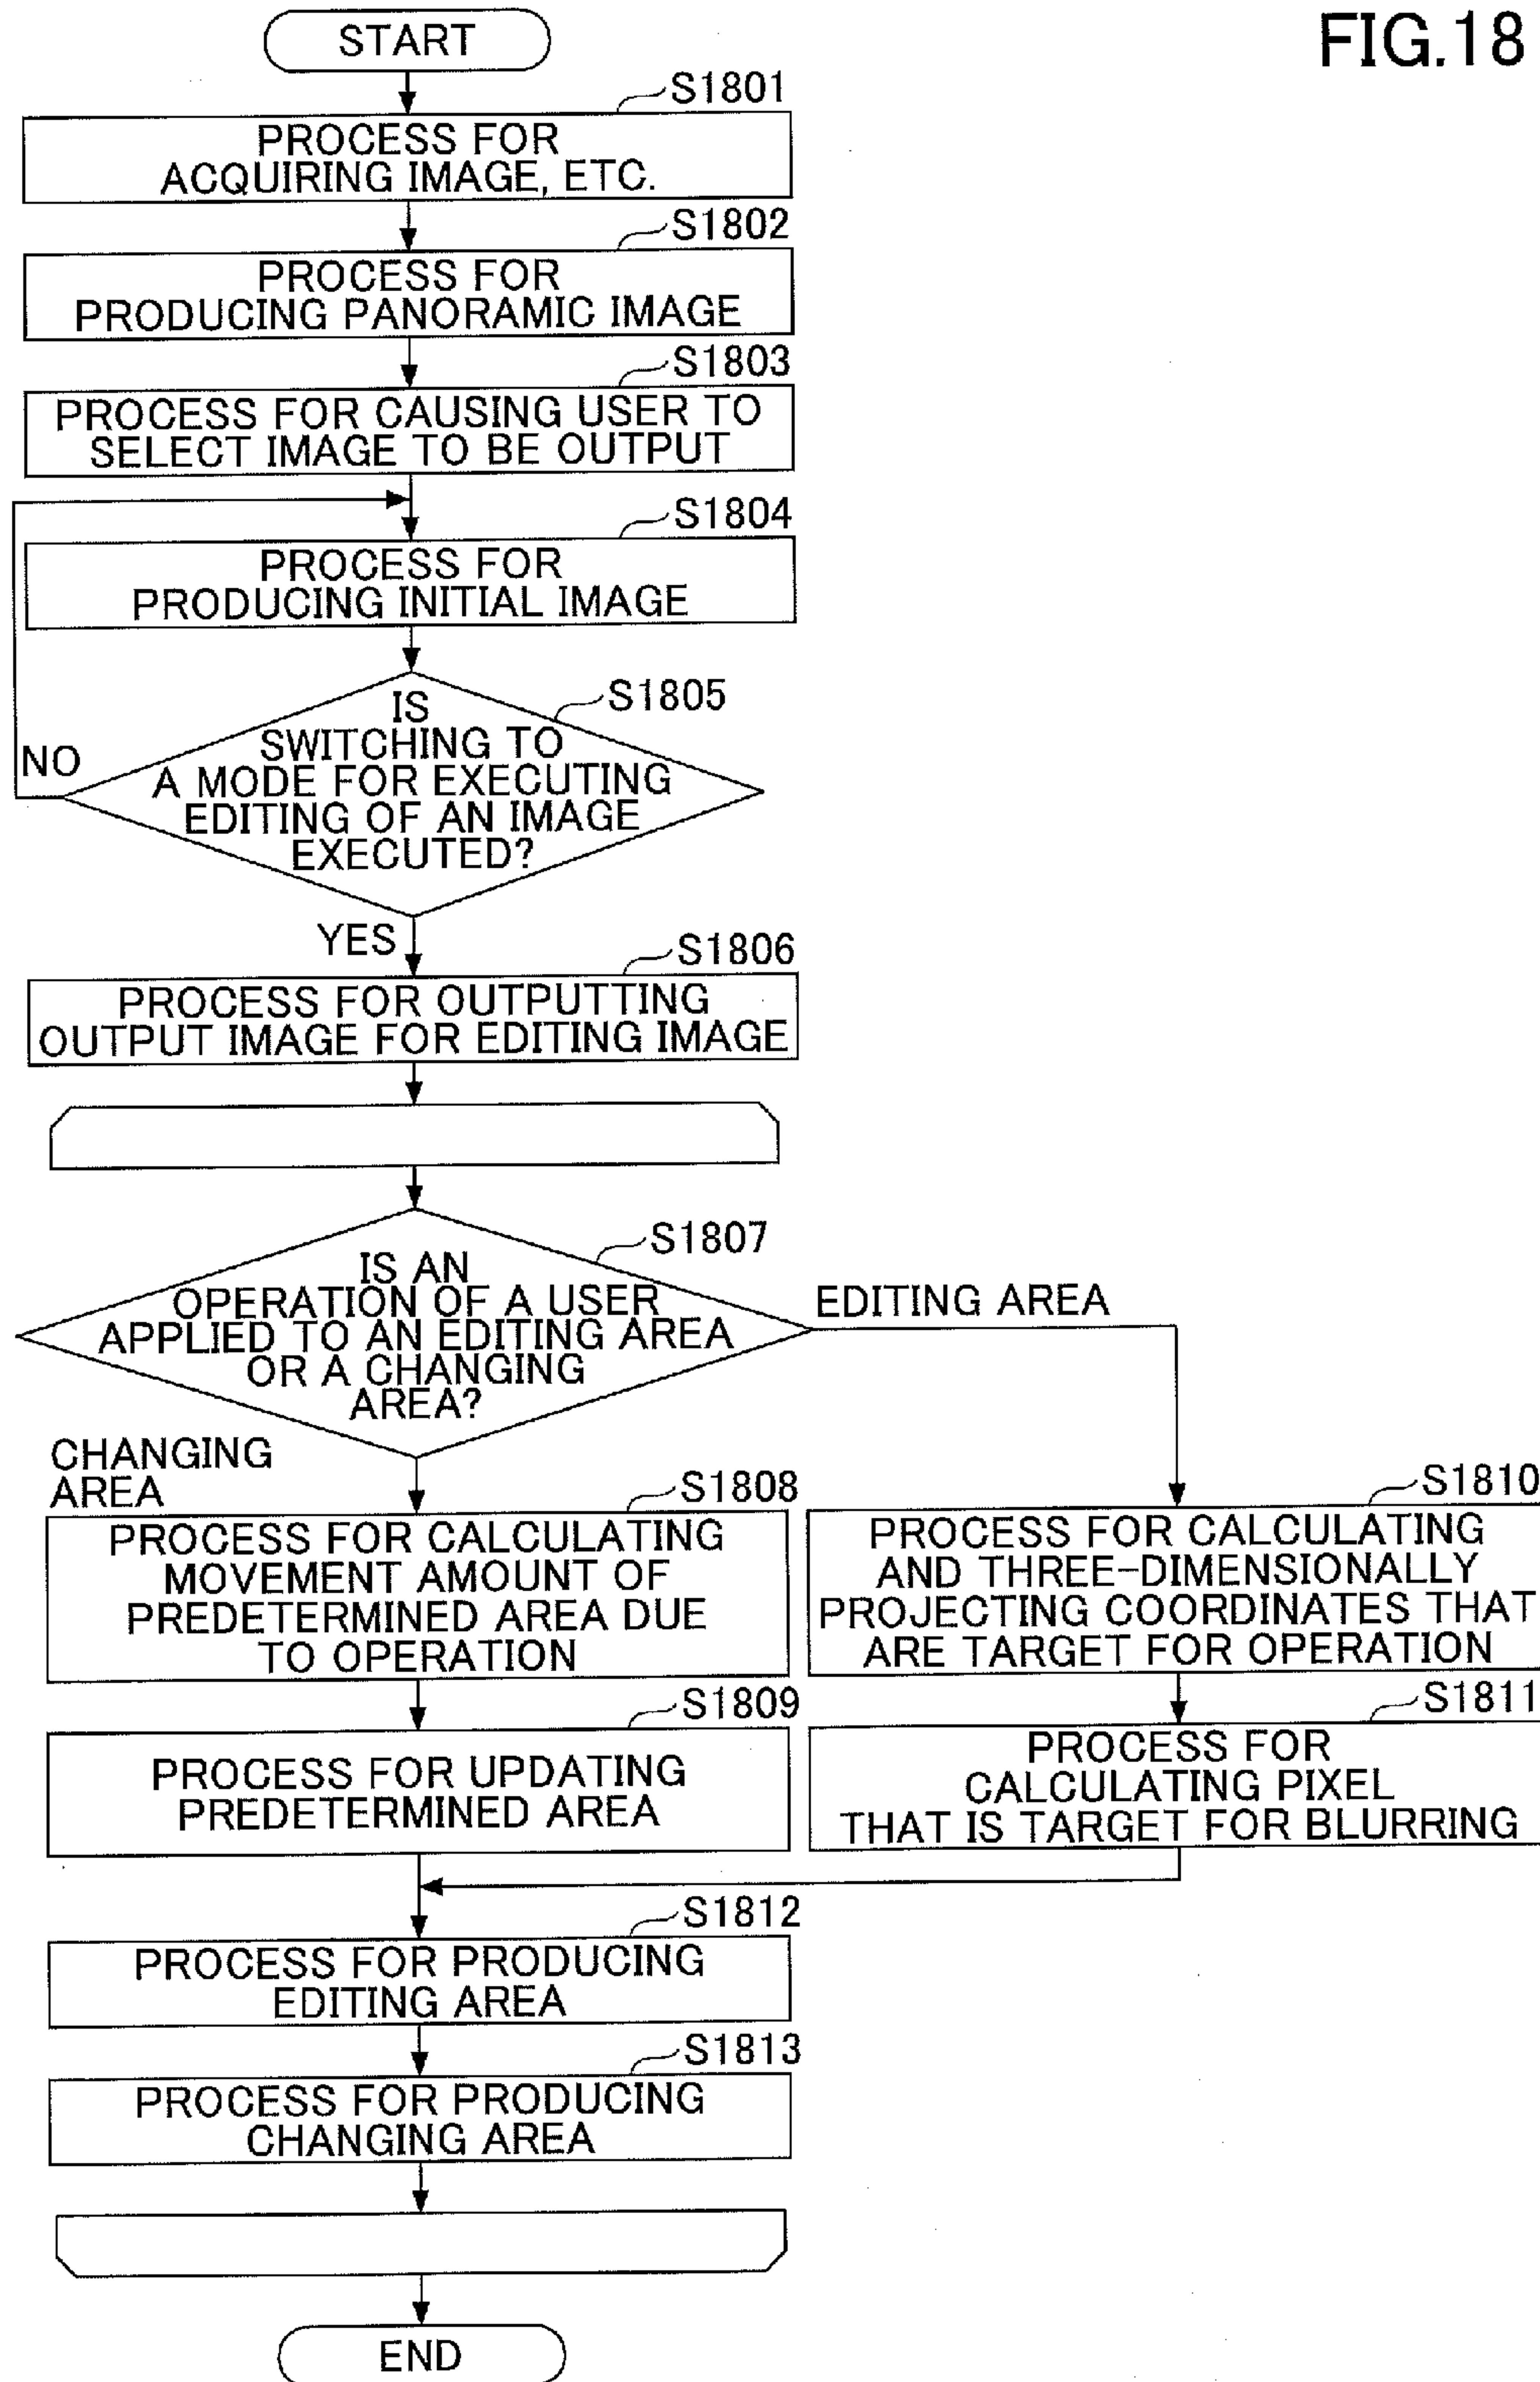 FIG.18
START
S1801
PROCESS FOR
ACQUIRING IMAGE, ETC.
S1802
PROCESS FOR
PRODUCING PANORAMIC IMAGE
S1803
PROCESS FOR CAUSING USER TO
SELECT IMAGE TO BE OUTPUT
S1804
PROCESS FOR
PRODUCING INITIAL IMAGE
S1805
IS
SWITCHING TO
A MODE FOR EXECUTING
EDITING OF AN IMAGE
EXECUTED?
NO
YES
S1806
PROCESS FOR OUTPUTTING
OUTPUT IMAGE FOR EDITING IMAGE
S1807
IS AN
OPERATION OF A USER
APPLIED TO AN EDITING AREA
OR A CHANGING
AREA?
EDITING AREA
CHANGING
AREA
S1808
PROCESS FOR CALCULATING
MOVEMENT AMOUNT OF
PREDETERMINED AREA DUE
TO OPERATION
S1809
PROCESS FOR UPDATING
PREDETERMINED AREA
S1810
PROCESS FOR CALCULATING
AND THREE-DIMENSIONALLY
PROJECTING COORDINATES THAT
ARE TARGET FOR OPERATION
S1811
PROCESS FOR
CALCULATING PIXEL
THAT IS TARGET FOR BLURRING
S1812
PROCESS FOR PRODUCING
EDITING AREA
S1813
PROCESS FOR PRODUCING
CHANGING AREA
END